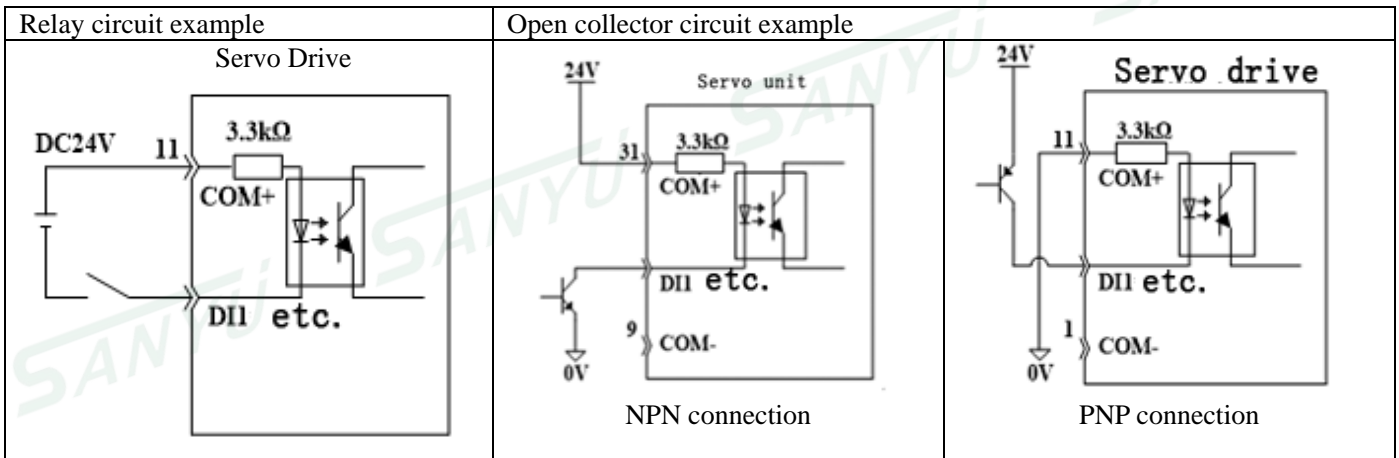 Relay circuit example
Open collector circuit example
Servo Drive
DC24V
11
3.3kΩ
COM+
DI1 etc.
24V
Servo unit
31
3.3kΩ
COM+
DI1 etc.
9
COM-
0V
NPN connection
24V
Servo drive
11
3.3kΩ
COM+
DI1 etc.
1
COM-
0V
PNP connection
SANYU
SANYU
SANYU